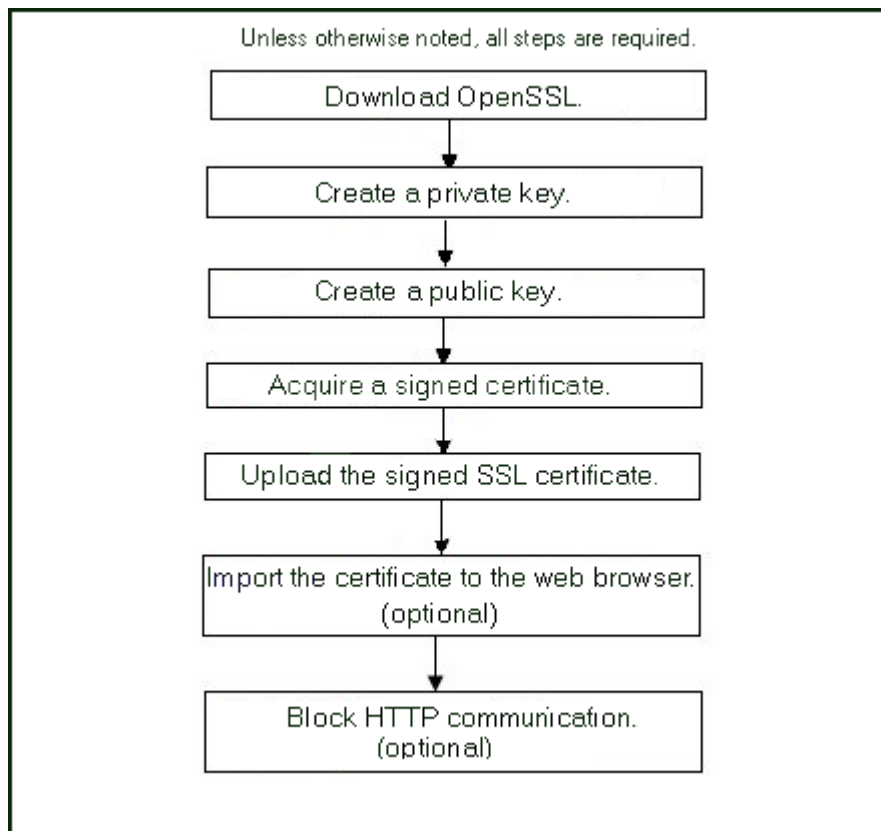 Unless otherwise noted, all steps are required.
Download OpenSSL.
Create a private key.
Create a public key.
Acquire a signed certificate.
Upload the signed SSL certificate.
Import the certificate to the web browser.
(optional)
Block HTTP communication.
(optional)